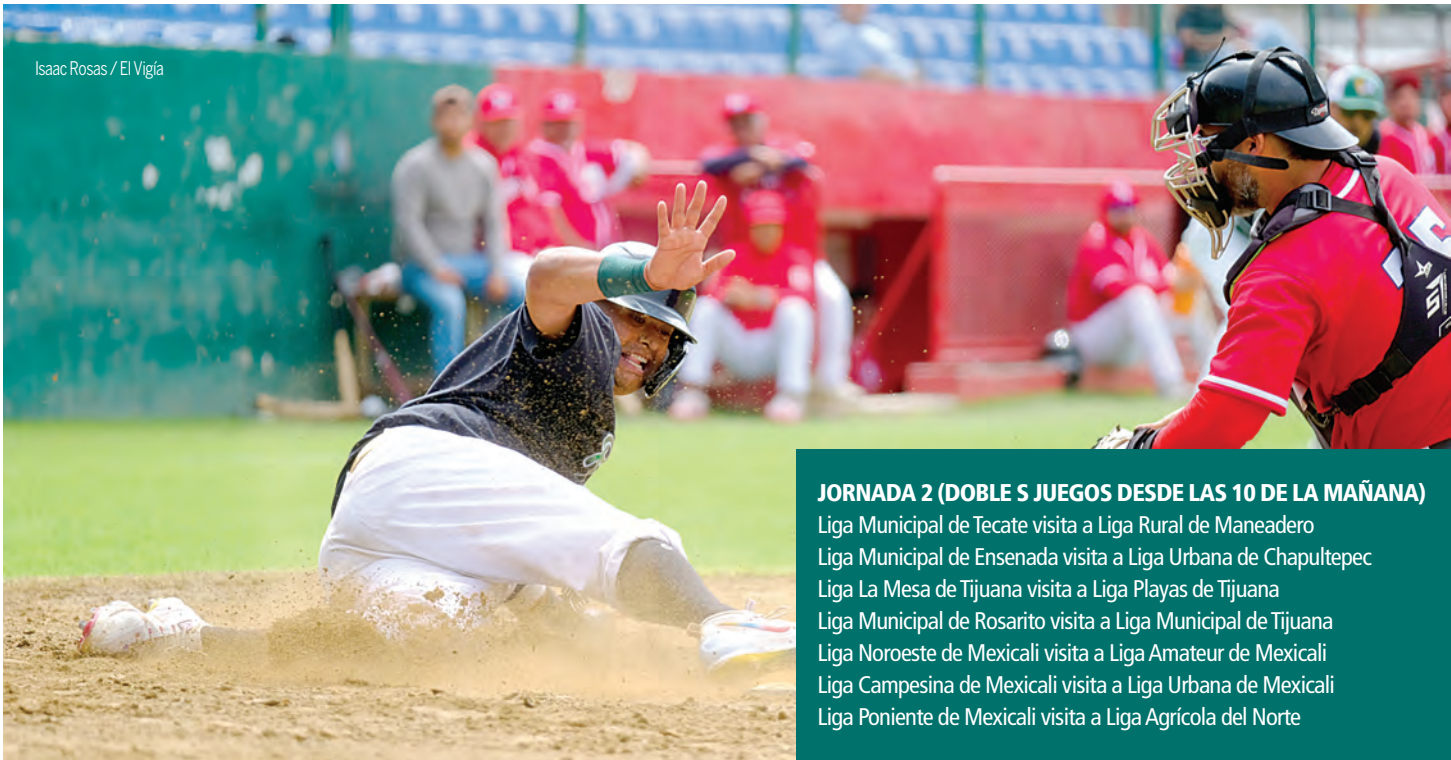 Isaac Rosas / El Vigía
JORNADA 2 (DOBLE S JUEGOS DESDE LAS 10 DE LA MAÑANA)
Liga Municipal de Tecate visita a Liga Rural de Maneadero
Liga Municipal de Ensenada visita a Liga Urbana de Chapultepec
Liga La Mesa de Tijuana visita a Liga Playas de Tijuana
Liga Municipal de Rosarito visita a Liga Municipal de Tijuana
Liga Noroeste de Mexicali visita a Liga Amateur de Mexicali
Liga Campesina de Mexicali visita a Liga Urbana de Mexicali
Liga Poniente de Mexicali visita a Liga Agrícola del Norte